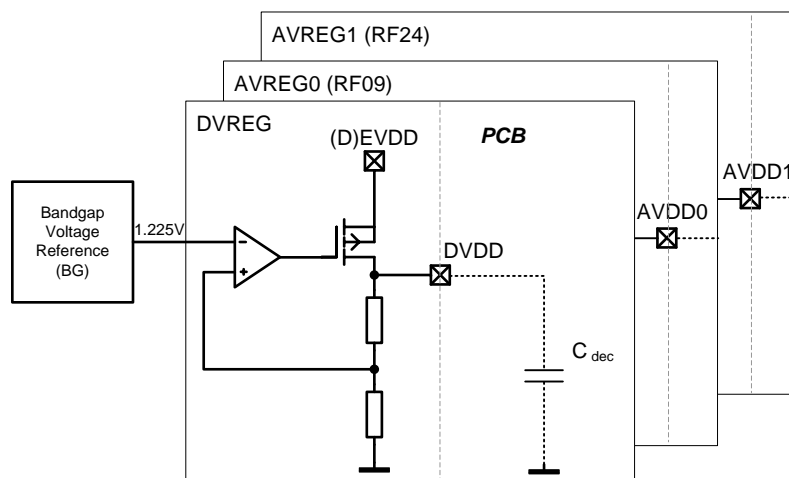 AVREG1 (RF24)
AVREG0 (RF09)
DVREG
(D)EVDD
PCB
AVDD1
Bandgap
Voltage
Reference
(BG)
1.225V
AVDD0
DVDD
−
+
C dec